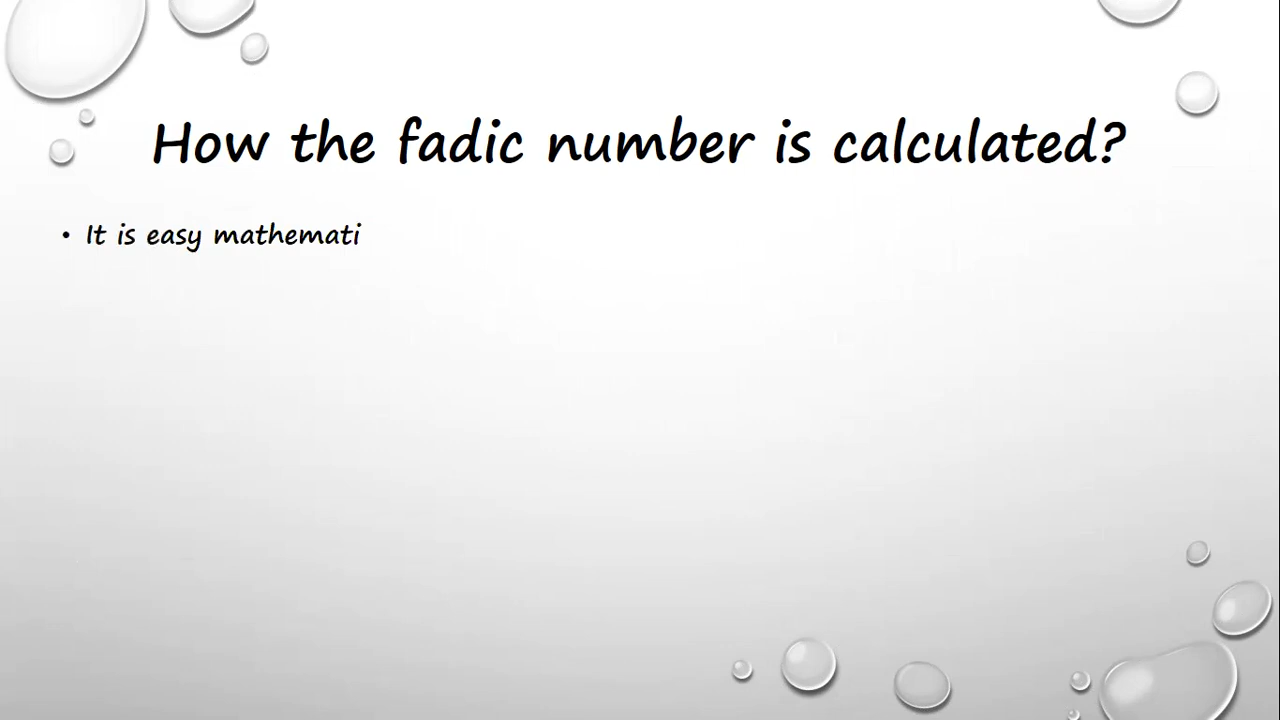 How the fadic number is calculated?
• It is easy mathemati